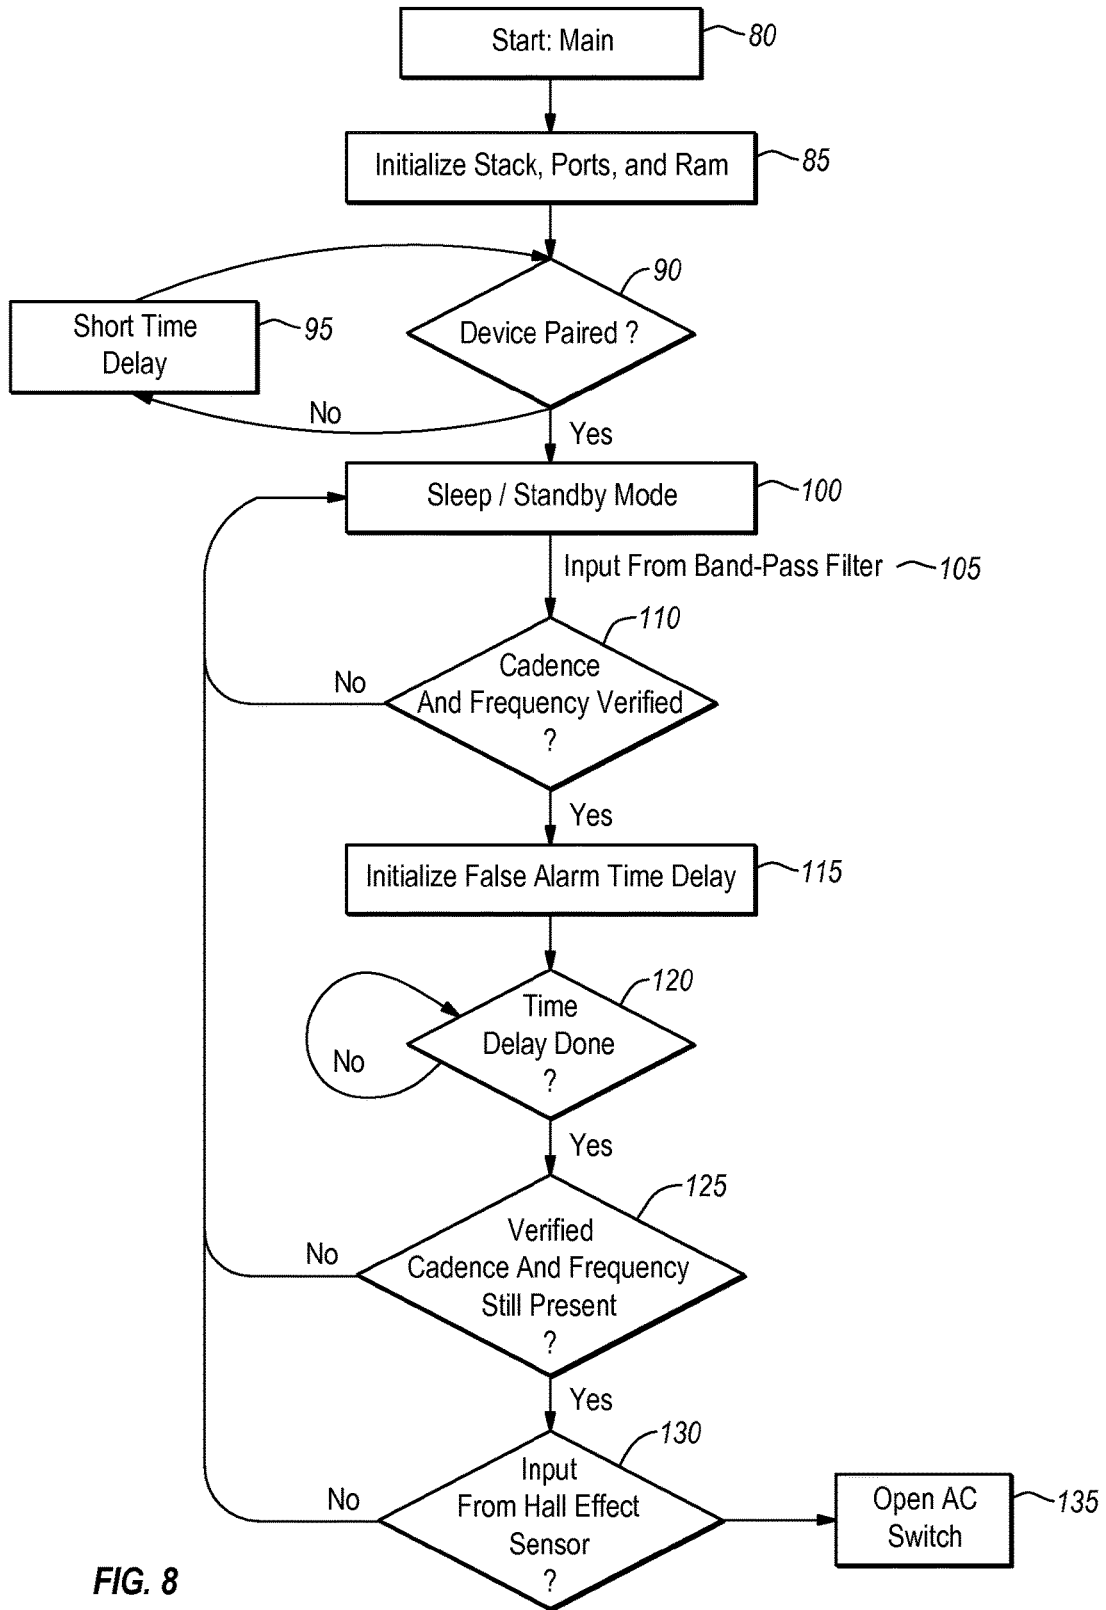 Start: Main
80
Initialize Stack, Ports, and Ram
85
90
Device Paired ?
Short Time
Delay
95
No
Yes
Sleep / Standby Mode
100
Input From Band-Pass Filter
105
110
Cadence
And Frequency Verified
?
No
Yes
Initialize False Alarm Time Delay
115
120
Time
Delay Done
?
No
Yes
125
Verified
Cadence And Frequency
Still Present
?
No
Yes
130
Input
From Hall Effect
Sensor
?
No
Open AC
Switch
135
FIG. 8